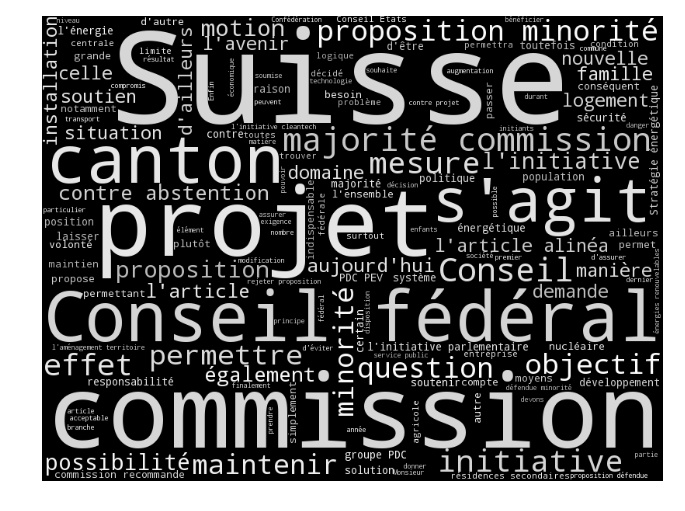 niveau
d'autre
Confédération
Conseil Etats
bénéficier
l'énergie
motion
proposition minorité
centrale
limite
résultat
l'avenir
logique
d'être
permettra
toutefois
condition
commune
nouvelle
grande
celle
compromis
Suisse
décidé
souhaite
augmentation
technologie
famille
installation
d'ailleurs
Enfin
économique
soumise
peuvent
raison
besoin
problème
contre projet
durant
passer
conséquent
logement
soutien
notamment
transport
situation
contre
l'initiative cleantech
toutes
matière
initiants
sécurité
danger
majorité commission
canton
trouver
domaine
mesure
l'initiative
stratégie énergétique
pouvoir
indispensable
majorité
décision
l'ensemble
politique
population
contre abstention
projet
s'agit
possible
particulier
position
laisser
volonté
élément
plutôt
assurer
exigence
nombre
fédérale
surtout
enfants
énergétique
ailleurs
permet
l'article alinéa
maintien
propose
proposition
modification
rejeter proposition
aujourd'hui
PDC PEV
système
société
premier
d'assurer
Conseil
manière
dernier
énergies renouvelables
permettant
l'article
minorité
certain
disposition
demande
Conseil fédéral
principe
fédéral
l'aménagement territoire
d'éviter
l'initiative parlementaire
nucléaire
service public
entreprise
effet
permettre
également
question
objectif
responsabilité
finalement
simplement
soutenir
compte
moyens
développement
défendue minorité
devons
commission
article
acceptable
branche
prendre
année
agricole
autre
partie
possibilité
maintenir
groupe PDC
solution
donner
Monsieur
initiative
commission recommande
résidences secondaires
proposition défendue